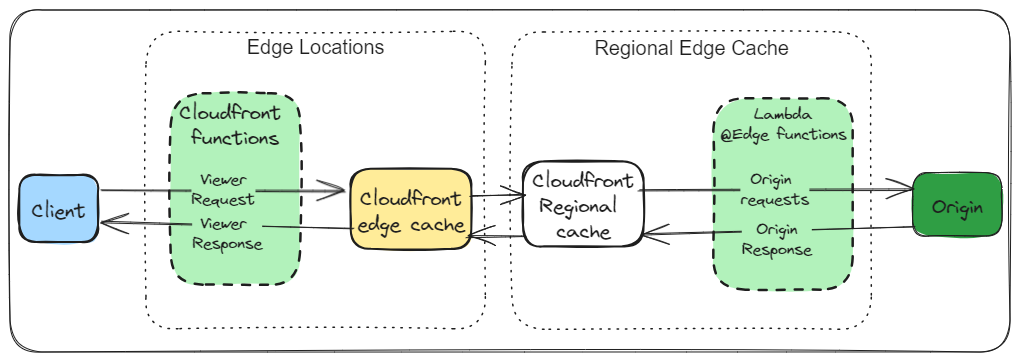 Edge Locations
Regional Edge Cache
Cloudfront
functions
Viewer
Request
Viewer
Response
Client
Cloudfront
edge cache
Cloudfront
Regional
cache
Lambda
@Edge functions
Origin
requests
Origin
Response
Origin